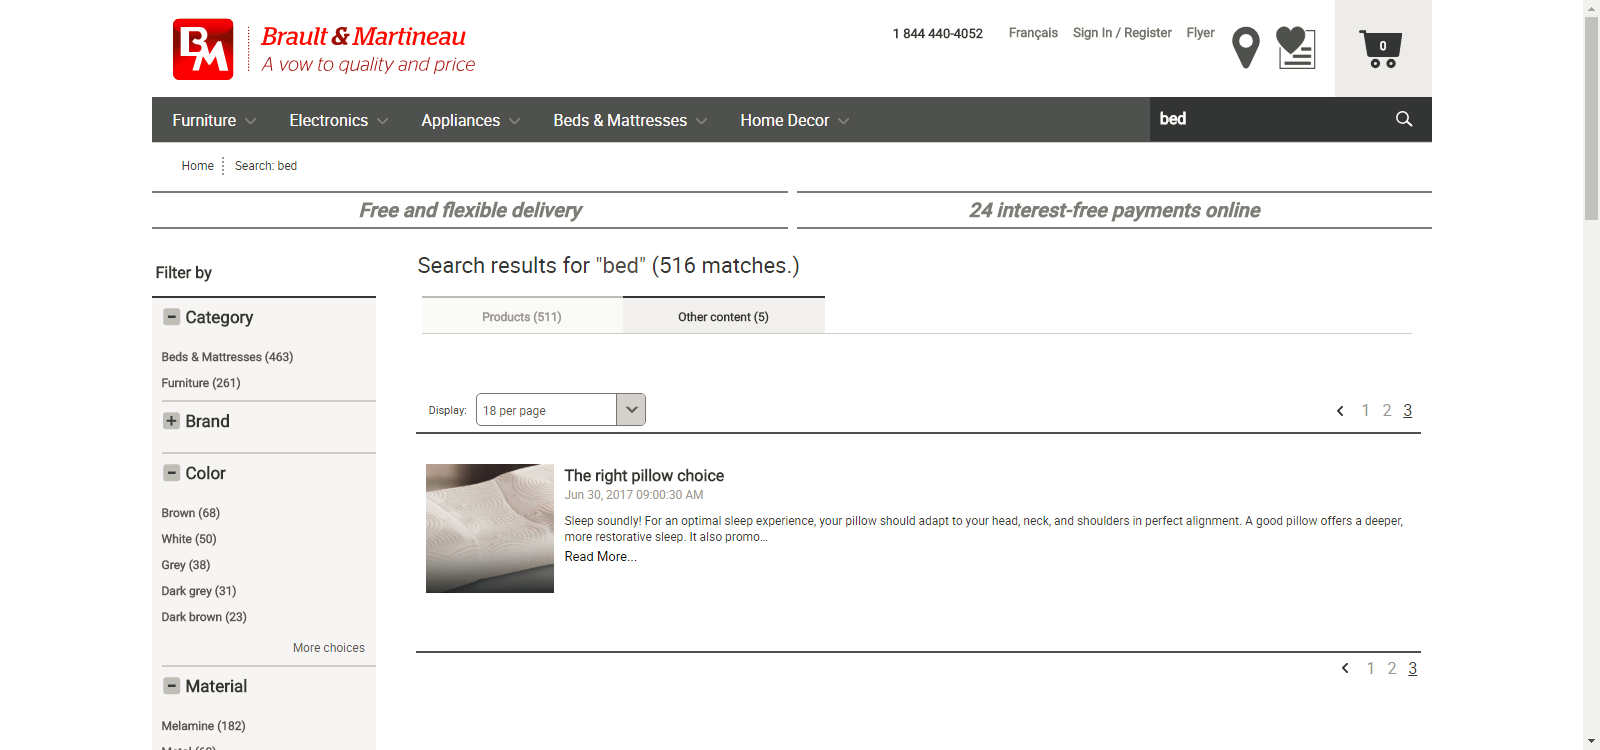 BM
Brault & Martineau
A vow to quality and price
1 844 440-4052
Français
Sign In / Register
Flyer
0
Furniture
Electronics
Appliances
Beds & Mattresses
Home Decor
bed
Home
Search: bed
Free and flexible delivery
24 interest-free payments online
Filter by
Category
Beds & Mattresses (463)
Furniture (261)
Brand
Color
Brown (68)
White (50)
Grey (38)
Dark grey (31)
Dark brown (23)
More choices
Material
Melamine (182)
Search results for "bed" (516 matches.)
Products (511)
Other content (5)
Display:
18 per page
1 2 3
The right pillow choice
Jun 30, 2017 09:00:30 AM
Sleep soundly! For an optimal sleep experience, your pillow should adapt to your head, neck, and shoulders in perfect alignment. A good pillow offers a deeper,
more restorative sleep. It also promo...
Read More...
1 2 3